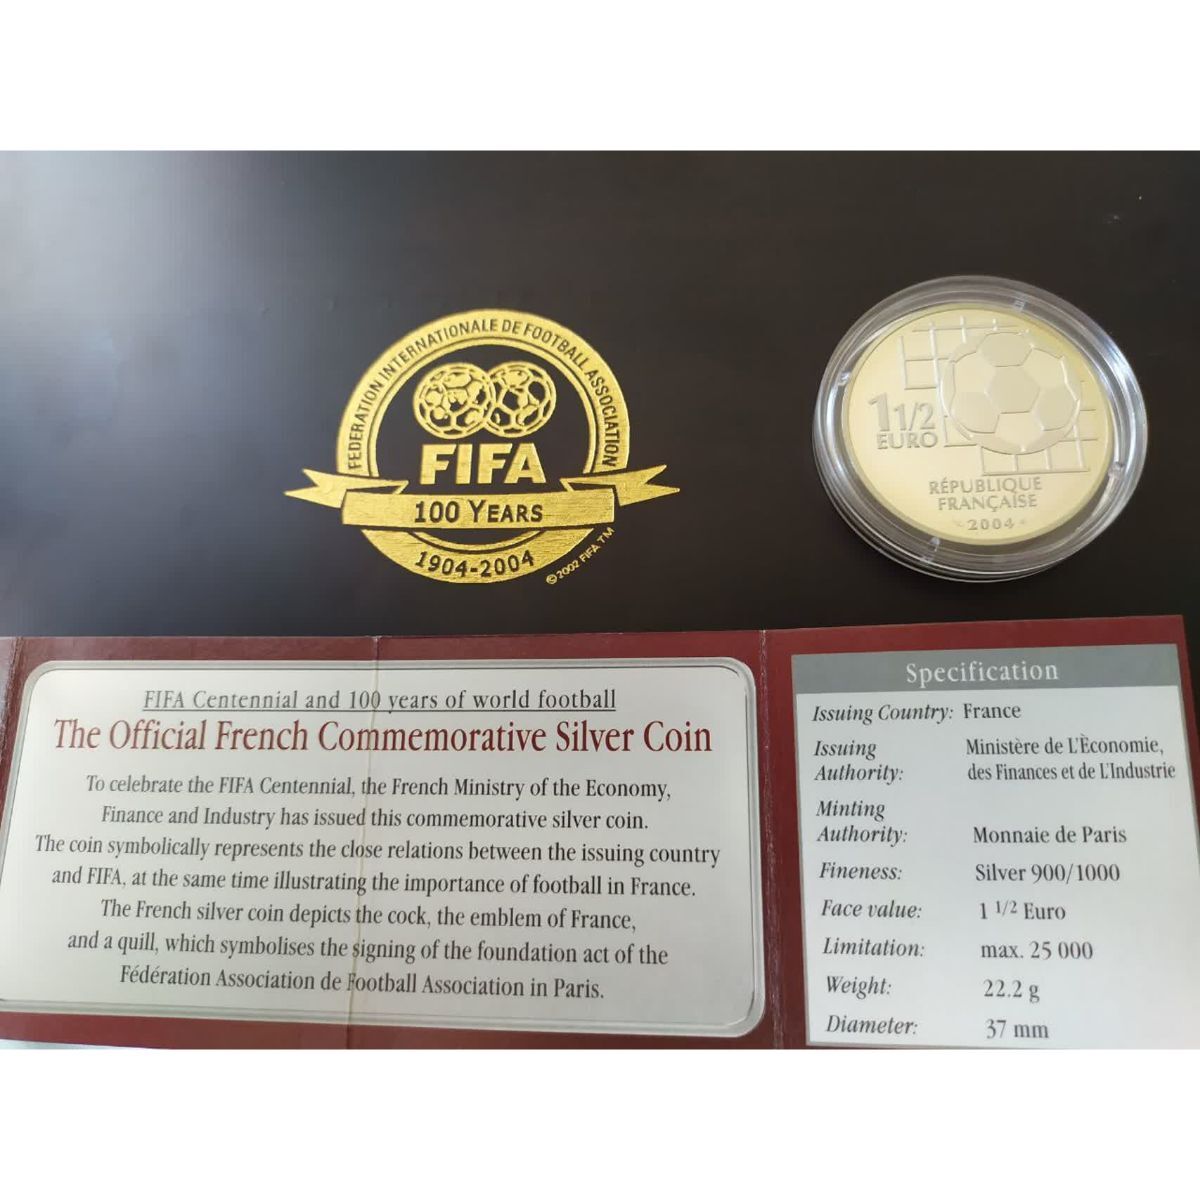 FEDERATION INTERNATIONALE DE FOOTBALL ASSOCIATION
FIFA
100 YEARS
1904-2004
©2002 FIFA TM
1 1/2
EURO
RÉPUBLIQUE
FRANÇAISE
2004
FIFA Centennial and 100 years of world football
The Official French Commemorative Silver Coin
To celebrate the FIFA Centennial, the French Ministry of the Economy,
Finance and Industry has issued this commemorative silver coin.
The coin symbolically represents the close relations between the issuing country
and FIFA, at the same time illustrating the importance of football in France.
The French silver coin depicts the cock, the emblem of France,
and a quill, which symbolises the signing of the foundation act of the
Fédération Association de Football Association in Paris.
Specification
Issuing Country: France
Issuing Ministère de L'Èconomie,
Authority: des Finances et de L'Industrie
Minting
Authority: Monnaie de Paris
Fineness: Silver 900/1000
Face value: 1 1/2 Euro
Limitation: max. 25 000
Weight: 22.2 g
Diameter: 37 mm